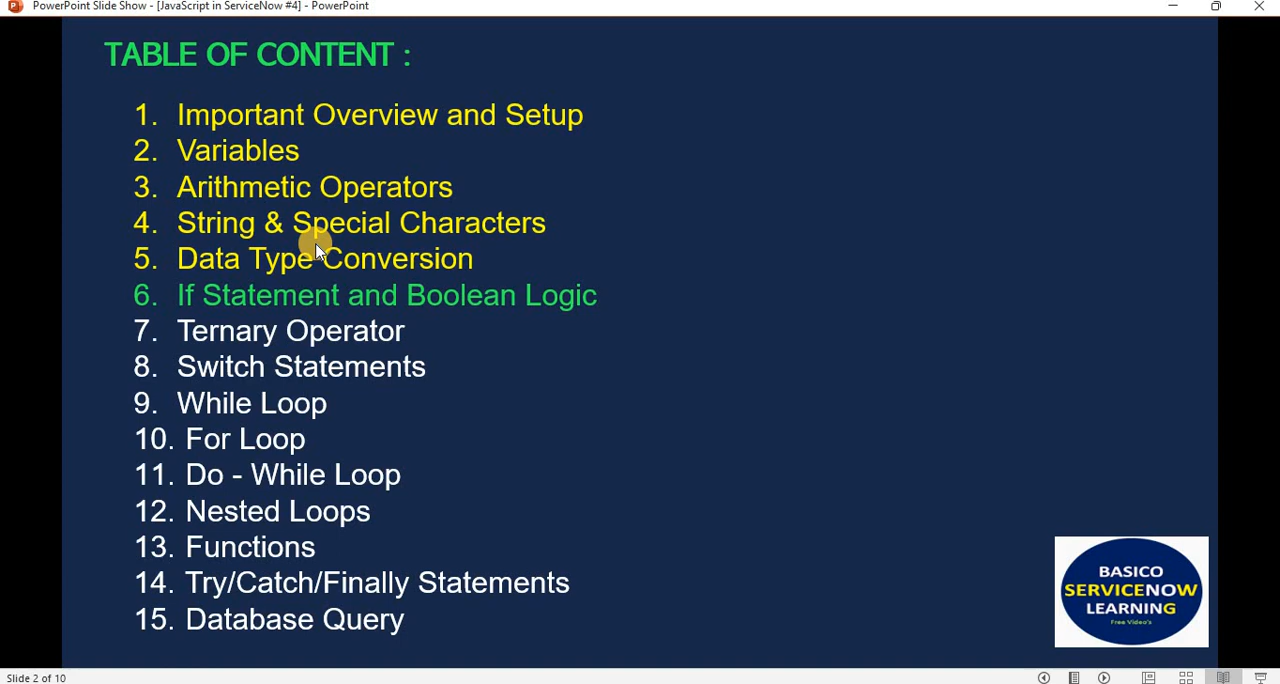 PowerPoint Slide Show - [JavaScript in ServiceNow #4] - PowerPoint
TABLE OF CONTENT :
1. Important Overview and Setup
2. Variables
3. Arithmetic Operators
4. String & Special Characters
5. Data Type Conversion
6. If Statement and Boolean Logic
7. Ternary Operator
8. Switch Statements
9. While Loop
10. For Loop
11. Do - While Loop
12. Nested Loops
13. Functions
14. Try/Catch/Finally Statements
15. Database Query
BASICO
SERVICENOW
LEARNING
Free Video's
Slide 2 of 10